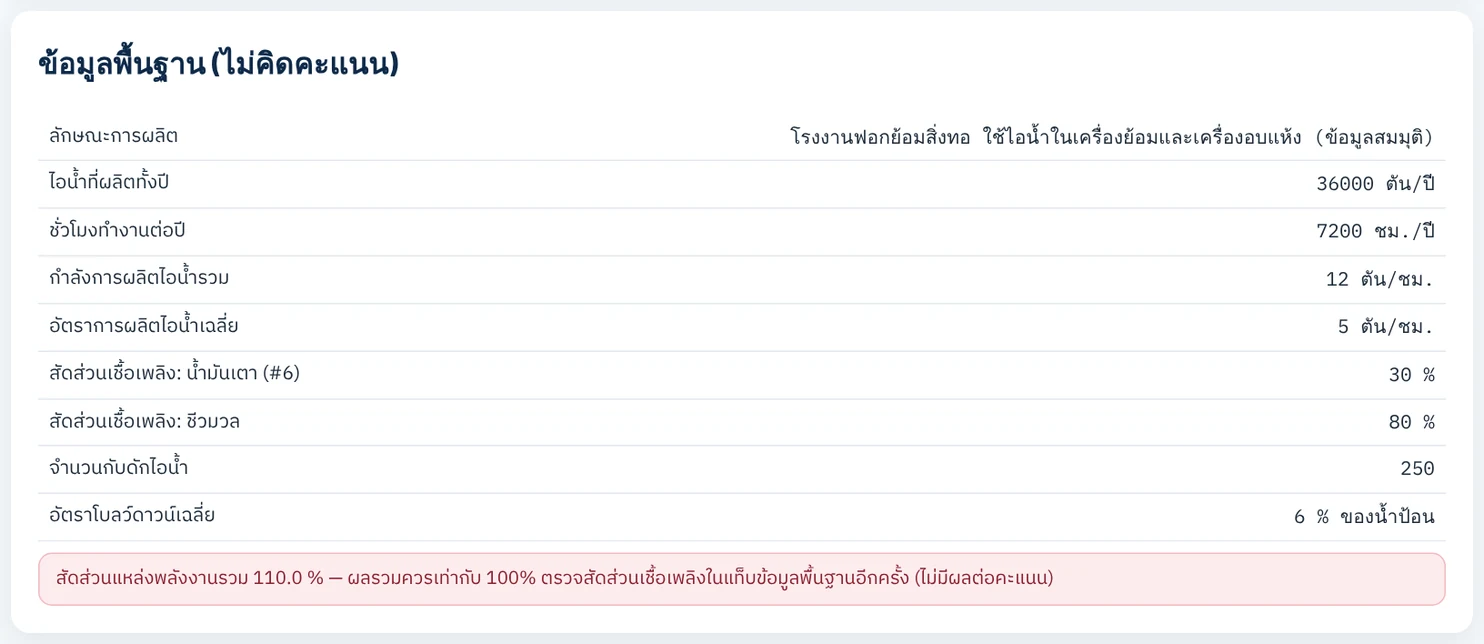 ข้อมูลพื้นฐาน (ไม่คิดคะแนน)
ลักษณะการผลิต โรงงานฟอกย้อมสิ่งทอ ใช้ไอน้ำในเครื่องย้อมและเครื่องอบแห้ง (ข้อมูลสมมุติ)
ไอน้ำที่ผลิตทั้งปี 36000 ตัน/ปี
ชั่วโมงทำงานต่อปี 7200 ชม./ปี
กำลังการผลิตไอน้ำรวม 12 ตัน/ชม.
อัตราการผลิตไอน้ำเฉลี่ย 5 ตัน/ชม.
สัดส่วนเชื้อเพลิง: น้ำมันเตา (#6) 30 %
สัดส่วนเชื้อเพลิง: ชีวมวล 80 %
จำนวนกับดักไอน้ำ 250
อัตราโบลว์ดาวน์เฉลี่ย 6 % ของน้ำป้อน
สัดส่วนแหล่งพลังงานรวม 110.0 % — ผลรวมควรเท่ากับ 100% ตรวจสัดส่วนเชื้อเพลิงในแท็บข้อมูลพื้นฐานอีกครั้ง (ไม่มีผลต่อคะแนน)